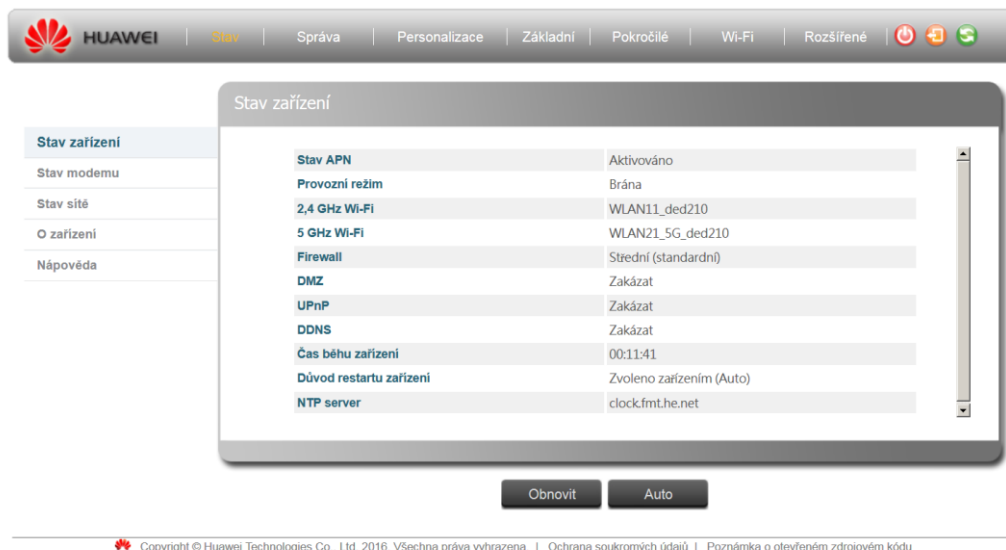 HUAWEI | Stav | Správa | Personalizace | Základní | Pokročilé | Wi-Fi | Rozšířené
Stav zařízení
Stav zařízení
Stav modemu
Stav sítě
O zařízení
Nápověda
Stav APN Aktivováno
Provozní režim Brána
2,4 GHz Wi-Fi WLAN11_ded210
5 GHz Wi-Fi WLAN21_5G_ded210
Firewall Střední (standardní)
DMZ Zakázat
UPnP Zakázat
DDNS Zakázat
Čas běhu zařízení 00:11:41
Důvod restartu zařízení Zvoleno zařízením (Auto)
NTP server clock.fmt.he.net
Obnovit Auto
Copyright © Huawei Technologies Co., Ltd. 2016. Všechna práva vyhrazena. | Ochrana soukromých údajů | Poznámka o otevřeném zdrojovém kódu